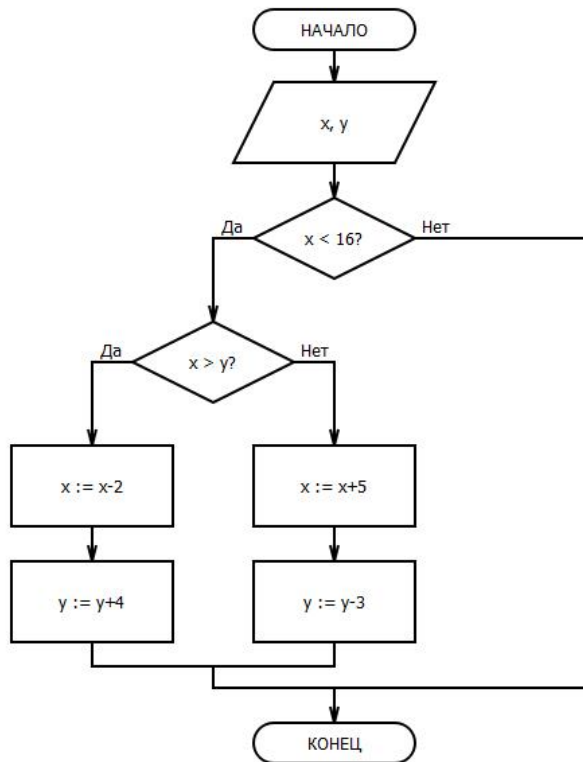 НАЧАЛО
x, y
Да
x < 16?
Нет
Да
x > y?
Нет
x := x-2
x := x+5
y := y+4
y := y-3
КОНЕЦ